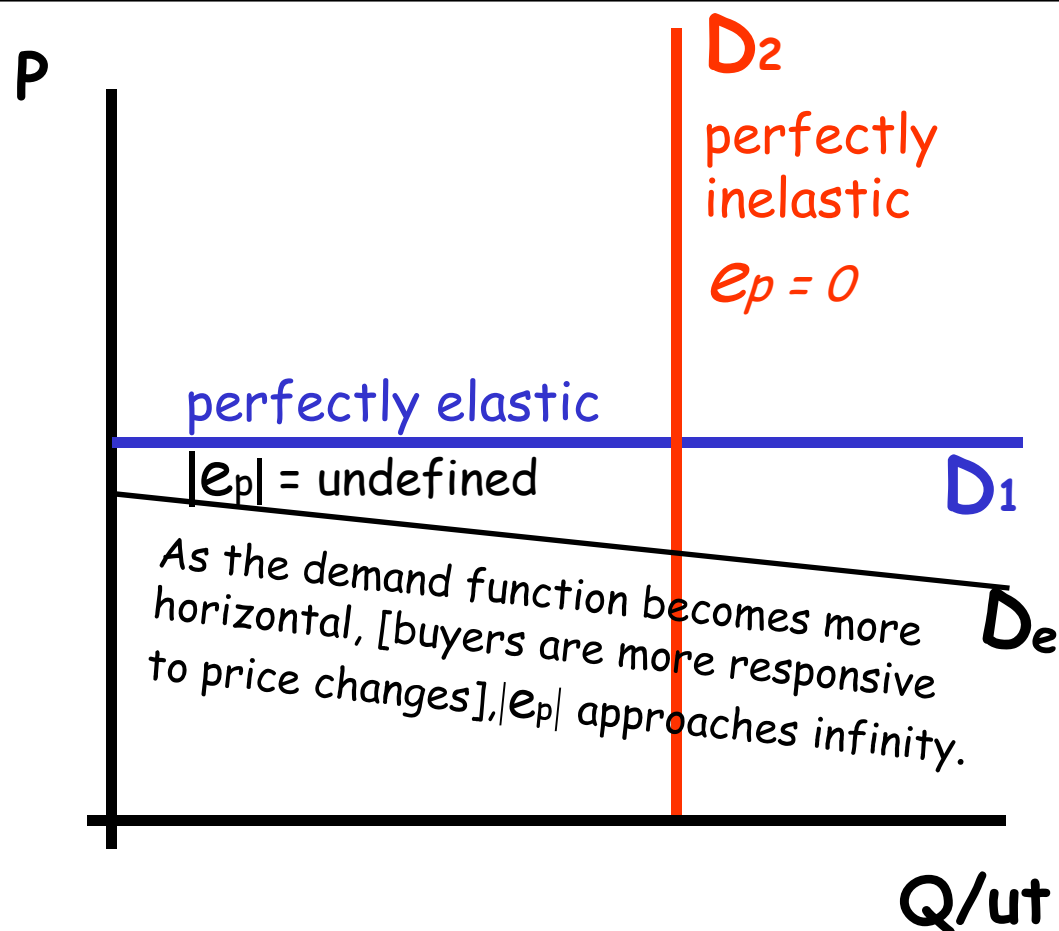 P
D2
perfectly
inelastic
ep = 0
perfectly elastic
|ep| = undefined
D1
As the demand function becomes more
horizontal, [buyers are more responsive
to price changes],|ep| approaches infinity.
De
Q/ut